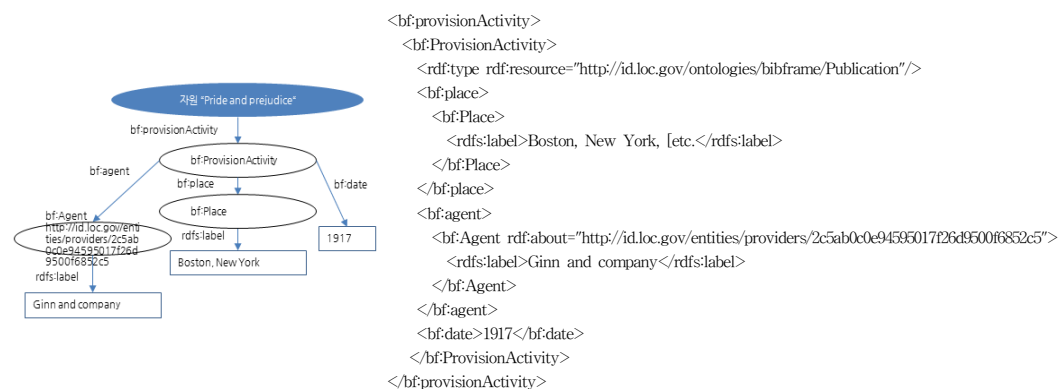 자원 "Pride and prejudice"
bf:provisionActivity
bf:ProvisionActivity
bf:agent
bf:place
bf:date
bf:Agent
http://id.loc.gov/enti
ties/providers/2c5ab
0c0e94595017f26d
9500f6852c5
bf:Place
1917
rdfs:label
rdfs:label
Boston, New York
Ginn and company
<bf:provisionActivity>
<bf:ProvisionActivity>
<rdf:type rdf:resource="http://id.loc.gov/ontologies/bibframe/Publication"/>
<bf:place>
<bf:Place>
<rdfs:label>Boston, New York, [etc.</rdfs:label>
</bf:Place>
</bf:place>
<bf:agent>
<bf:Agent rdf:about="http://id.loc.gov/entities/providers/2c5ab0c0e94595017f26d9500f6852c5">
<rdfs:label>Ginn and company</rdfs:label>
</bf:Agent>
</bf:agent>
<bf:date>1917</bf:date>
</bf:ProvisionActivity>
</bf:provisionActivity>